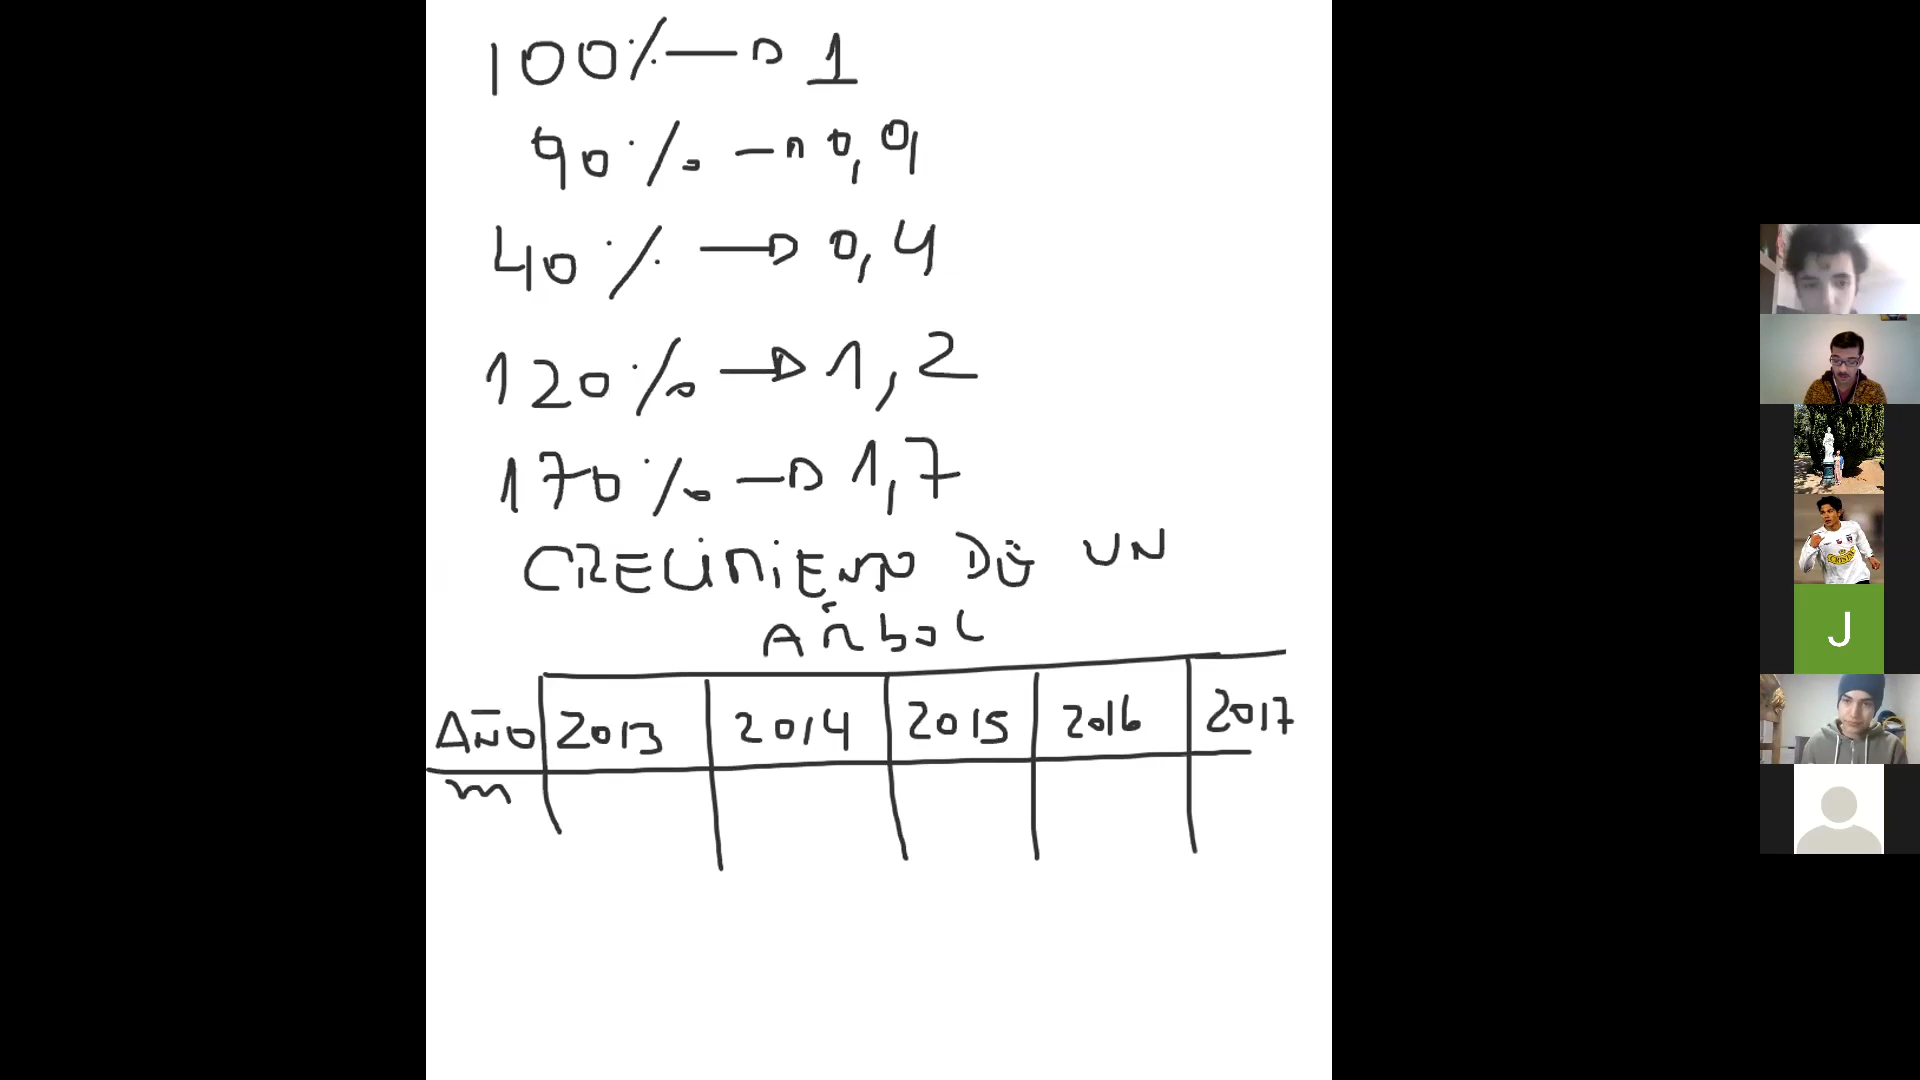 100% → 1
90% → 0,9
40% → 0,4
120% → 1,2
170% → 1,7
CRECIMIENTO DE UN
ÁRBOL
AÑO 2013 2014 2015 2016 2017
m
J
CRISTAL